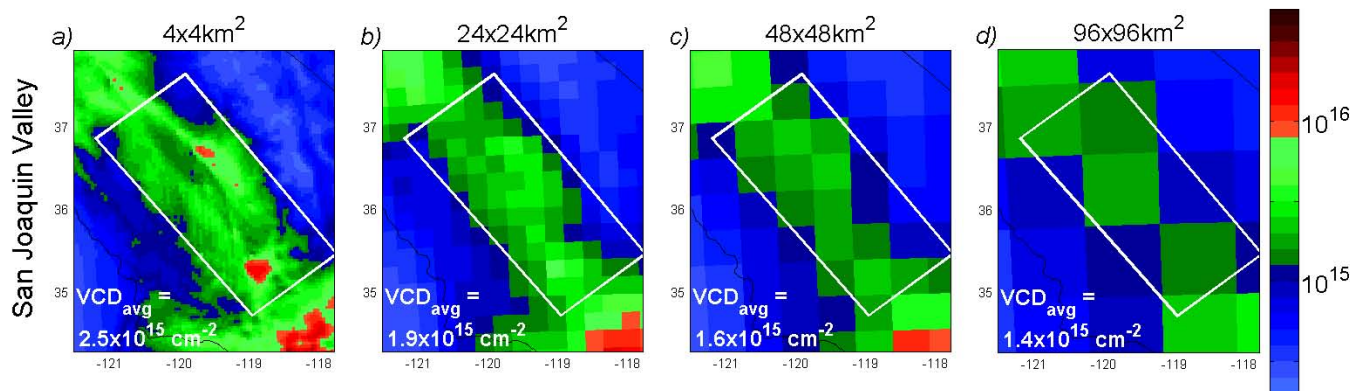 a) 4x4km²
b) 24x24km²
c) 48x48km²
d) 96x96km²
San Joaquin Valley
37
36
35
VCDavg =
2.5x10¹⁵ cm⁻²
-121 -120 -119 -118
37
36
35
VCDavg =
1.9x10¹⁵ cm⁻²
-121 -120 -119 -118
37
36
35
VCDavg =
1.6x10¹⁵ cm⁻²
-121 -120 -119 -118
37
36
35
VCDavg =
1.4x10¹⁵ cm⁻²
-121 -120 -119 -118
10¹⁶
10¹⁵